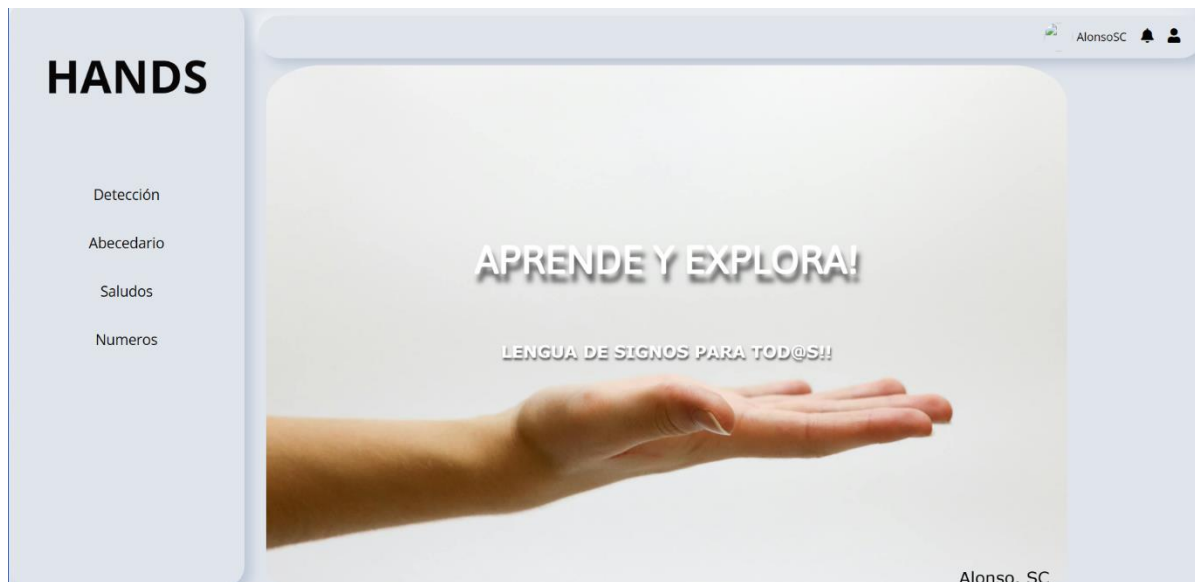 HANDS
Detección
Abecedario
Saludos
Numeros
AlonsoSC
APRENDE Y EXPLORA!
LENGUA DE SIGNOS PARA TOD@S!!
Alonso, SC